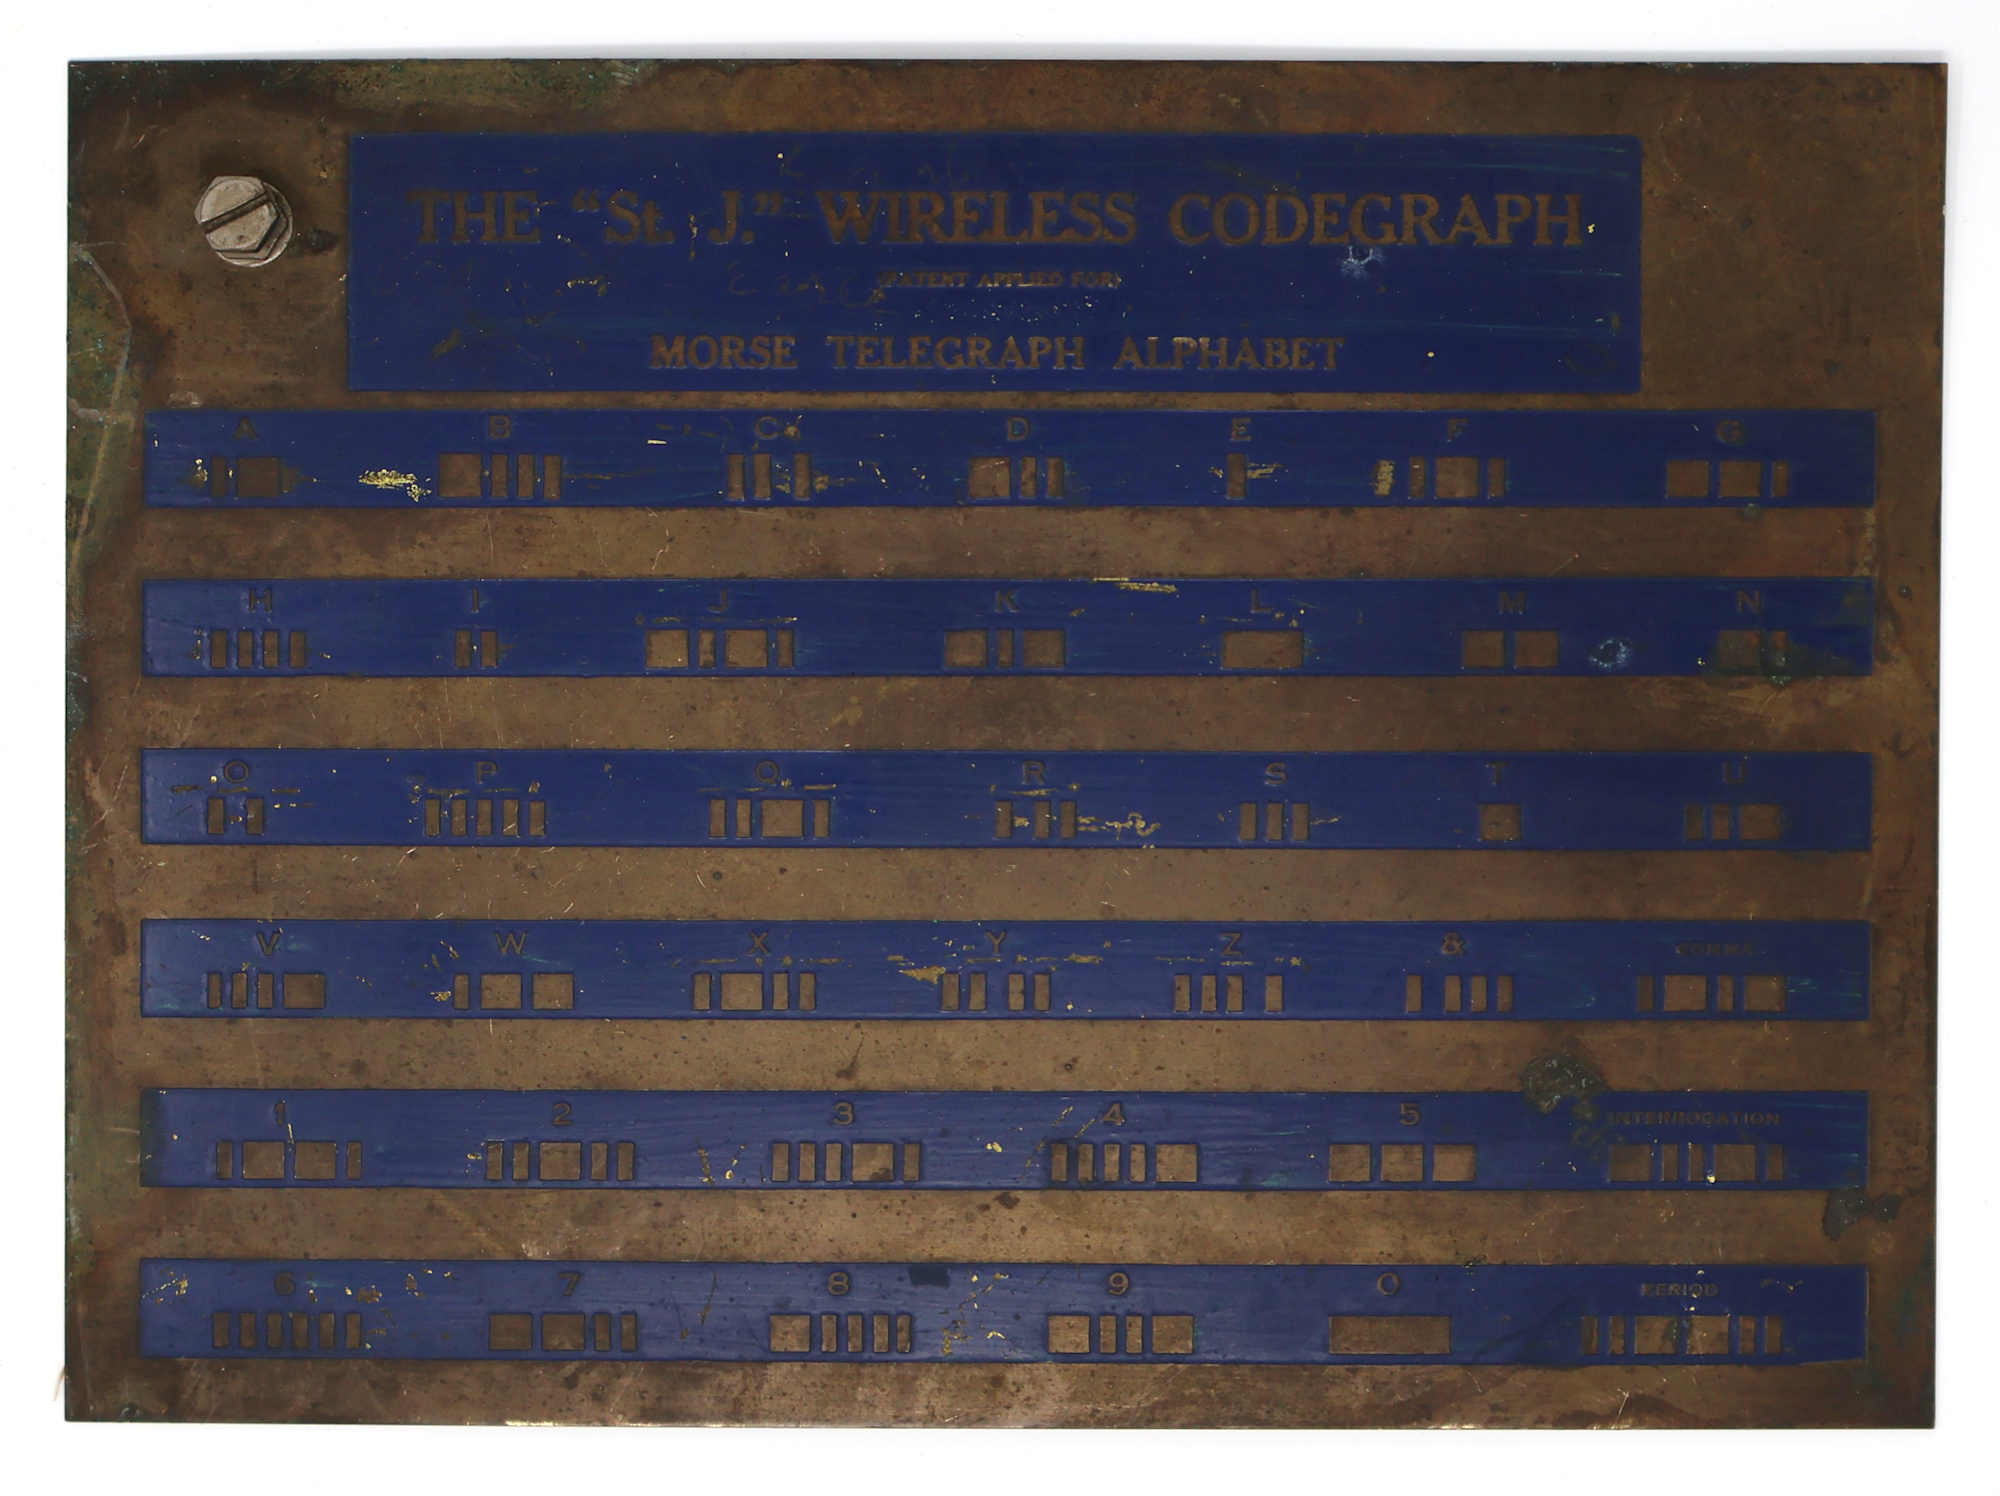 THE "St. J." WIRELESS CODEGRAPH
(PATENT APPLIED FOR)
MORSE TELEGRAPH ALPHABET
A B C D E F G
H I J K L M N
O P Q R S T U
V W X Y Z & COMMA
1 2 3 4 5 INTERROGATION
6 7 8 9 0 PERIOD